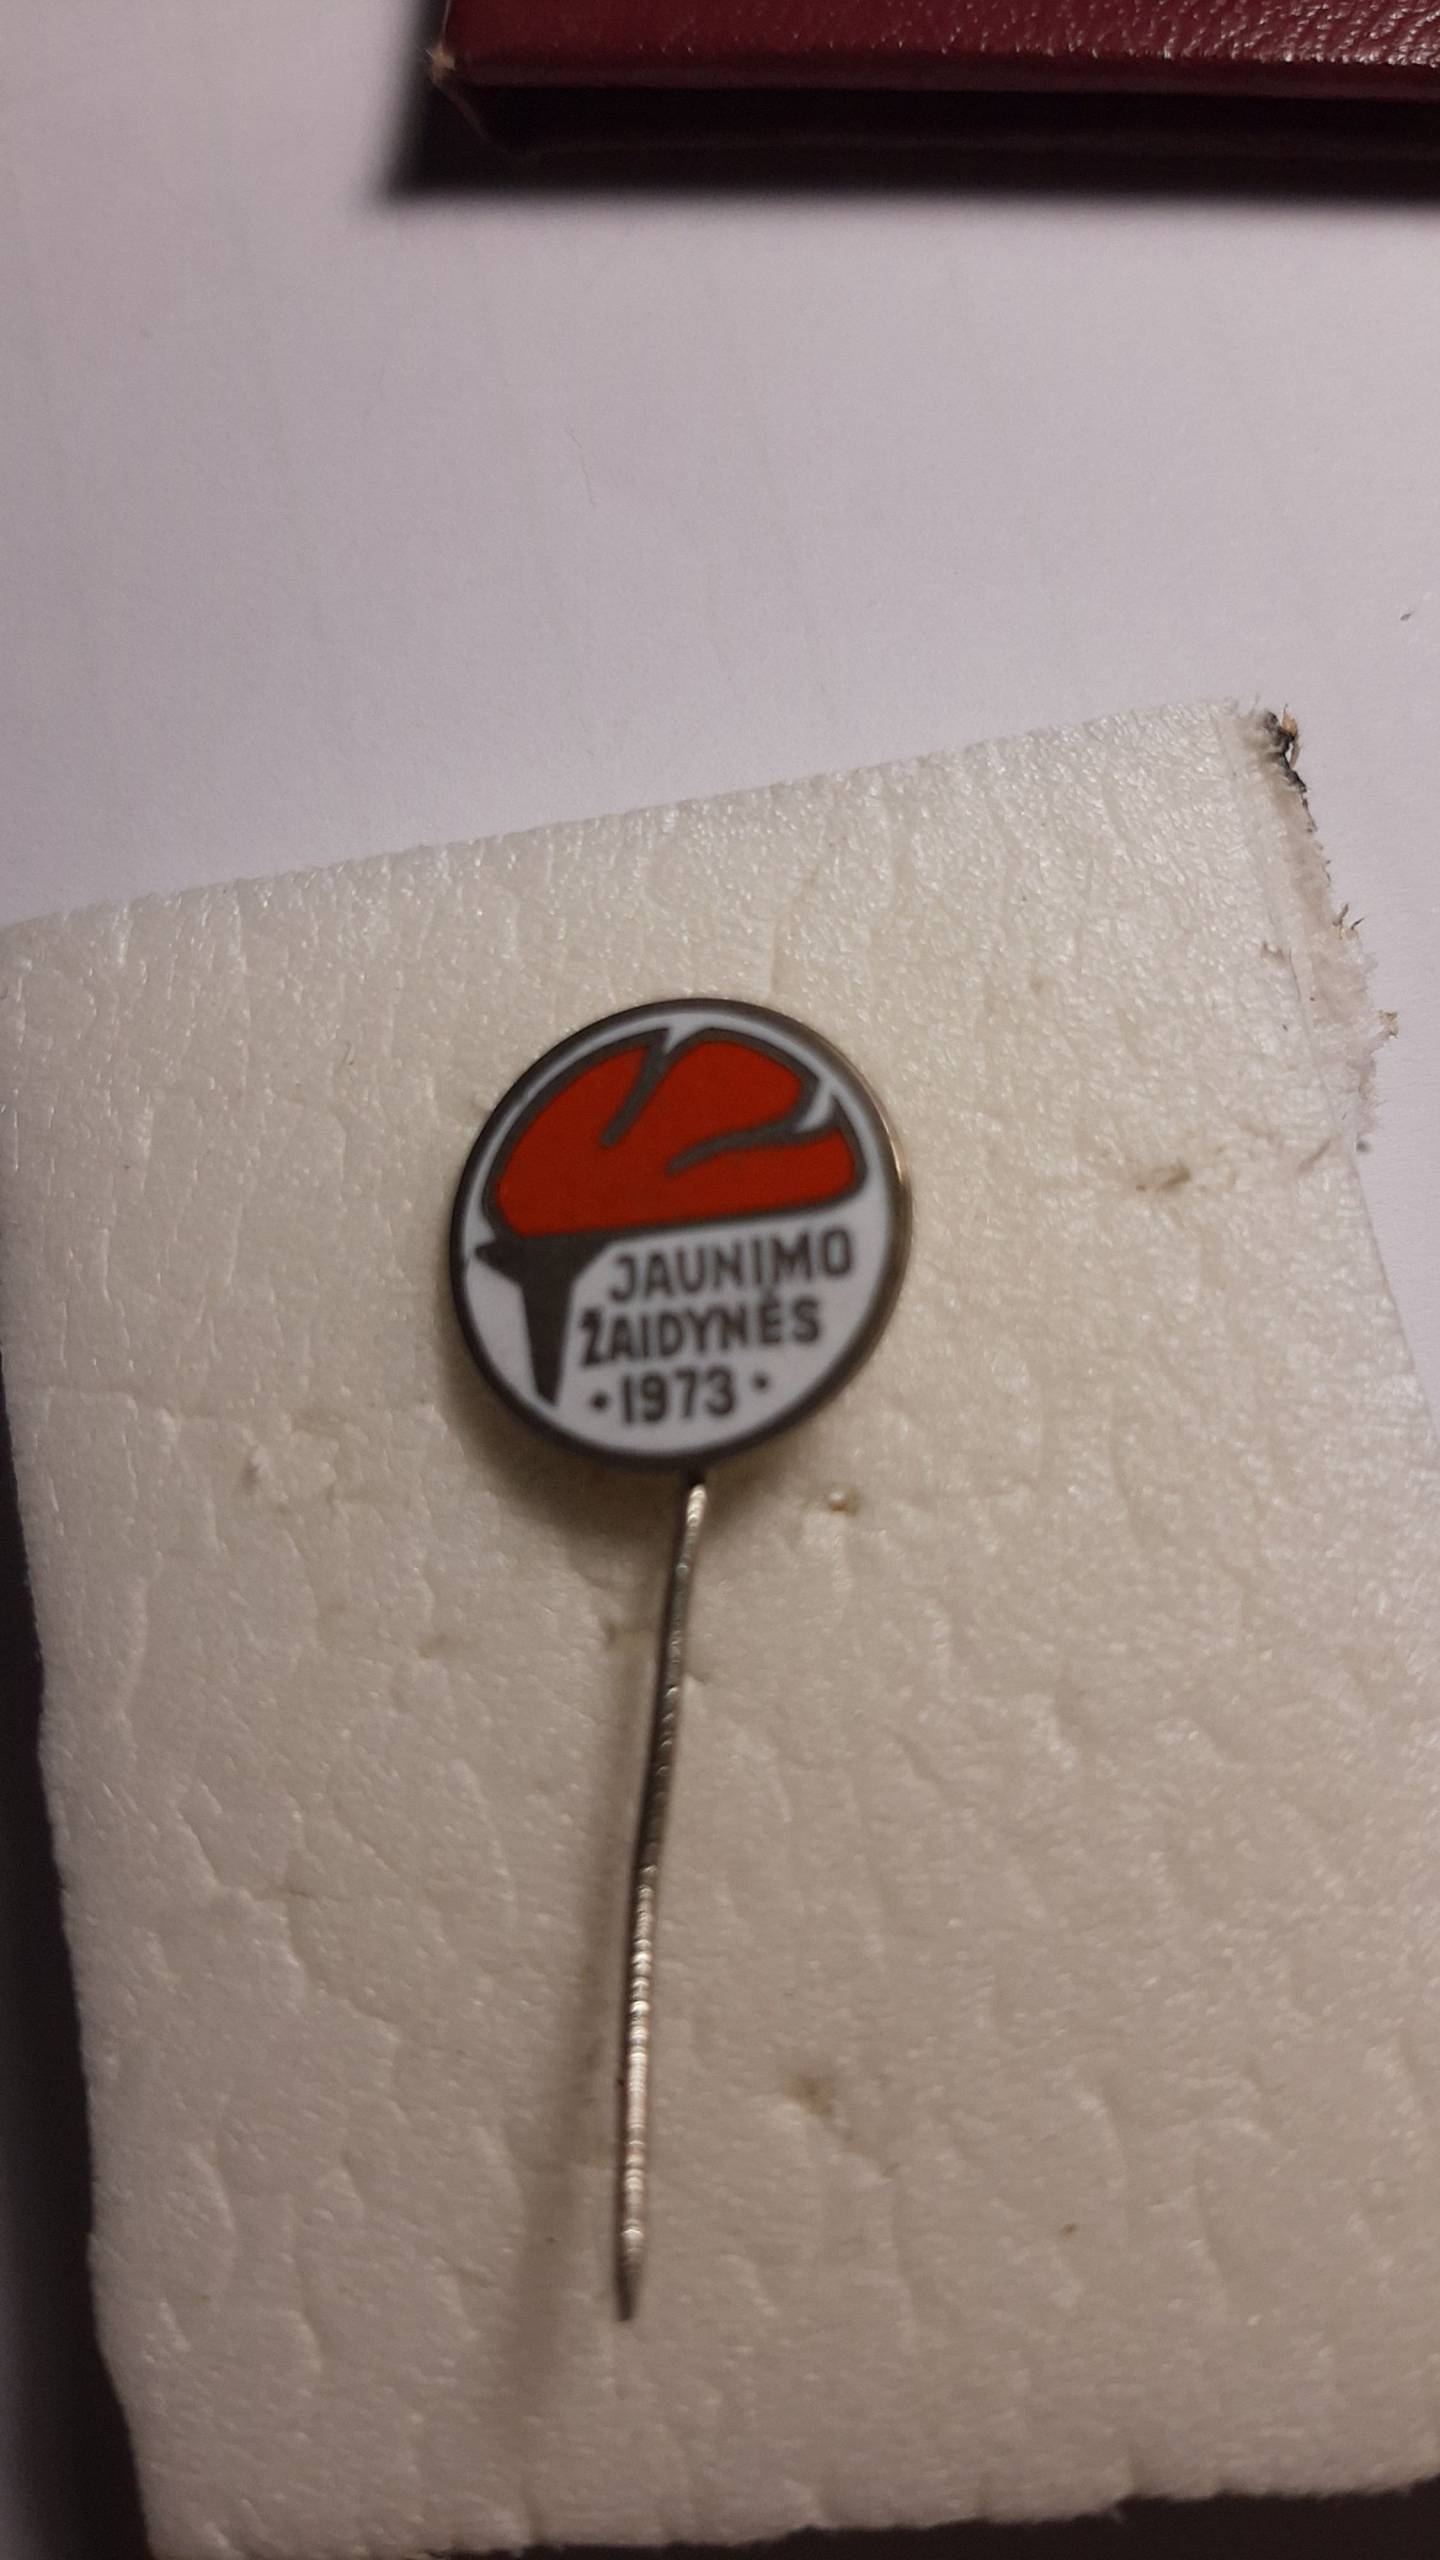 JAUNIMO
ŽAIDYNĖS
• 1973 •